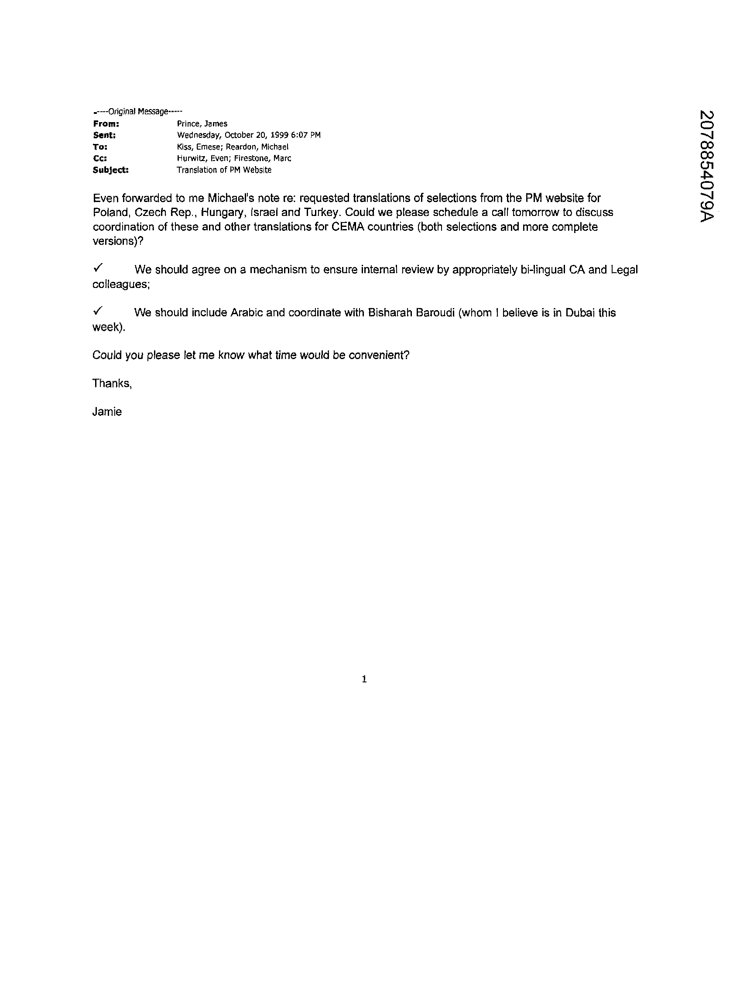 -----Original Message-----
From: Prince, James
Sent: Wednesday, October 20, 1999 6:07 PM
To: Kiss, Emese; Reardon, Michael
Cc: Hurwitz, Even; Firestone, Marc
Subject: Translation of PM Website
Even forwarded to me Michael's note re: requested translations of selections from the PM website for
Poland, Czech Rep., Hungary, Israel and Turkey. Could we please schedule a call tomorrow to discuss
coordination of these and other translations for CEMA countries (both selections and more complete
versions)?
✓ We should agree on a mechanism to ensure internal review by appropriately bi-lingual CA and Legal
colleagues;
✓ We should include Arabic and coordinate with Bisharah Baroudi (whom I believe is in Dubai this
week).
Could you please let me know what time would be convenient?
Thanks,
Jamie
1
2078854079A